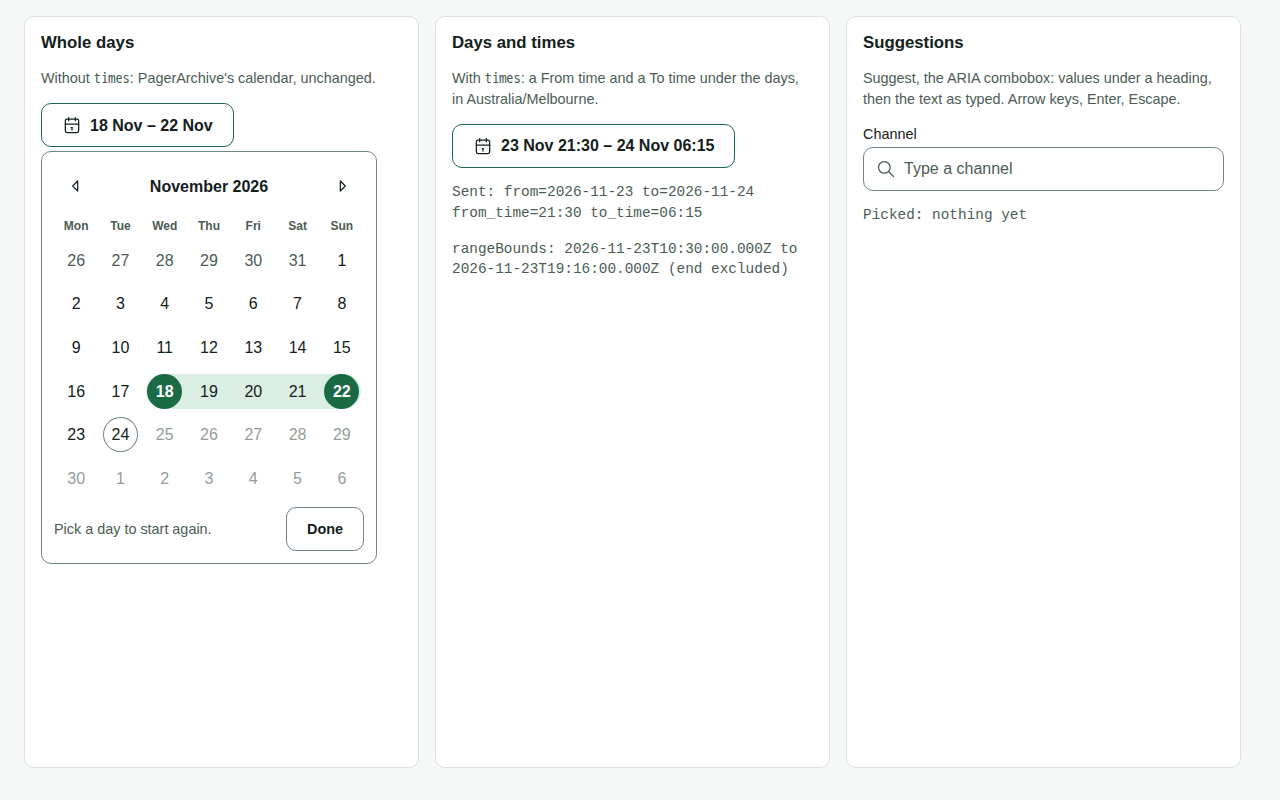 Whole days
Without times: PagerArchive's calendar, unchanged.
18 Nov – 22 Nov
November 2026
Mon Tue Wed Thu Fri Sat Sun
26 27 28 29 30 31 1
2 3 4 5 6 7 8
9 10 11 12 13 14 15
16 17 18 19 20 21 22
23 24 25 26 27 28 29
30 1 2 3 4 5 6
Pick a day to start again.
Done
Days and times
With times: a From time and a To time under the days,
in Australia/Melbourne.
23 Nov 21:30 – 24 Nov 06:15
Sent: from=2026-11-23 to=2026-11-24
from_time=21:30 to_time=06:15
rangeBounds: 2026-11-23T10:30:00.000Z to
2026-11-23T19:16:00.000Z (end excluded)
Suggestions
Suggest, the ARIA combobox: values under a heading,
then the text as typed. Arrow keys, Enter, Escape.
Channel
Type a channel
Picked: nothing yet